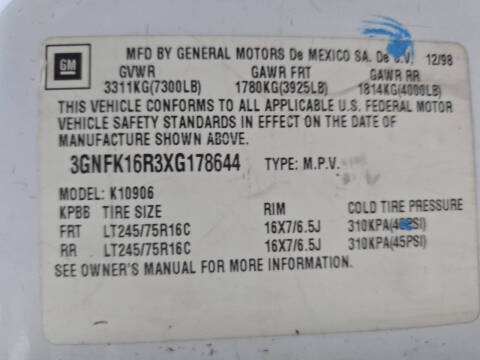 MFD BY GENERAL MOTORS De MEXICO SA. De C.V. 12/98
GM
GVWR GAWR FRT GAWR RR
3311KG(7300LB) 1780KG(3925LB) 1814KG(4000LB)
THIS VEHICLE CONFORMS TO ALL APPLICABLE U.S. FEDERAL MOTOR
VEHICLE SAFETY STANDARDS IN EFFECT ON THE DATE OF
MANUFACTURE SHOWN ABOVE.
3GNFK16R3XG178644 TYPE: M.P.V.
MODEL: K10906
KPBB TIRE SIZE RIM COLD TIRE PRESSURE
FRT LT245/75R16C 16X7/6.5J 310KPA(45PSI)
RR LT245/75R16C 16X7/6.5J 310KPA(45PSI)
SEE OWNER'S MANUAL FOR MORE INFORMATION.